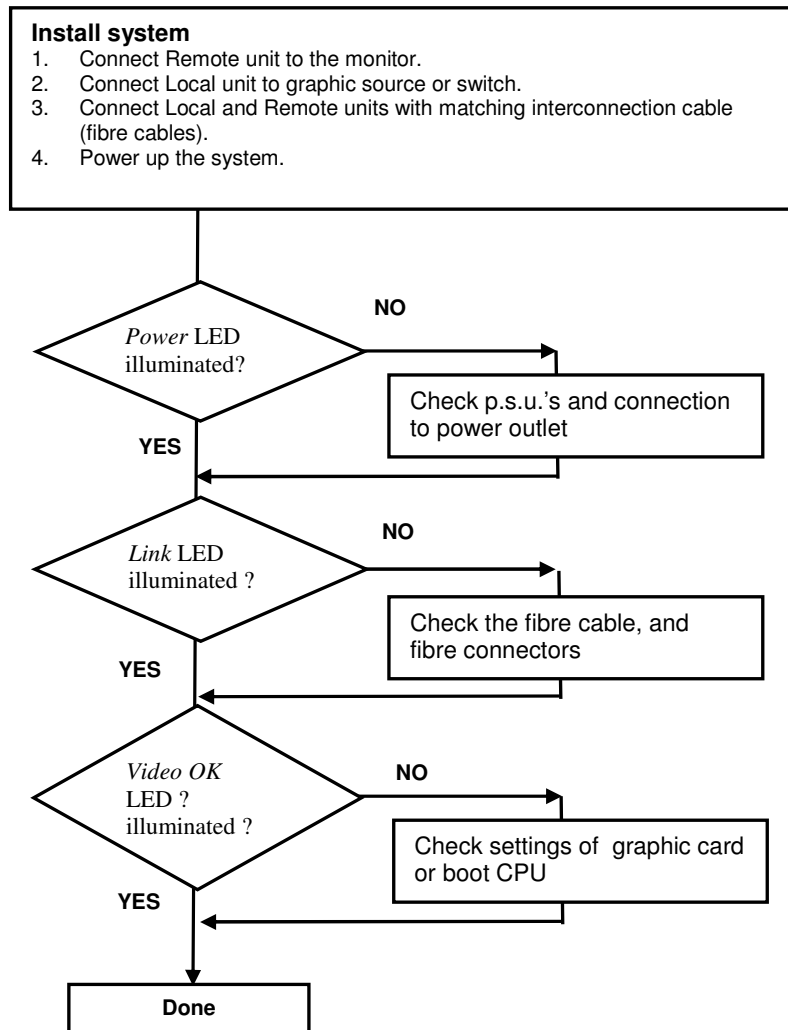 Install system
1. Connect Remote unit to the monitor.
2. Connect Local unit to graphic source or switch.
3. Connect Local and Remote units with matching interconnection cable
(fibre cables).
4. Power up the system.
NO
Power LED
illuminated?
Check p.s.u.'s and connection
to power outlet
YES
NO
Link LED
illuminated ?
Check the fibre cable, and
fibre connectors
YES
Video OK
LED ?
illuminated ?
NO
Check settings of graphic card
or boot CPU
YES
Done